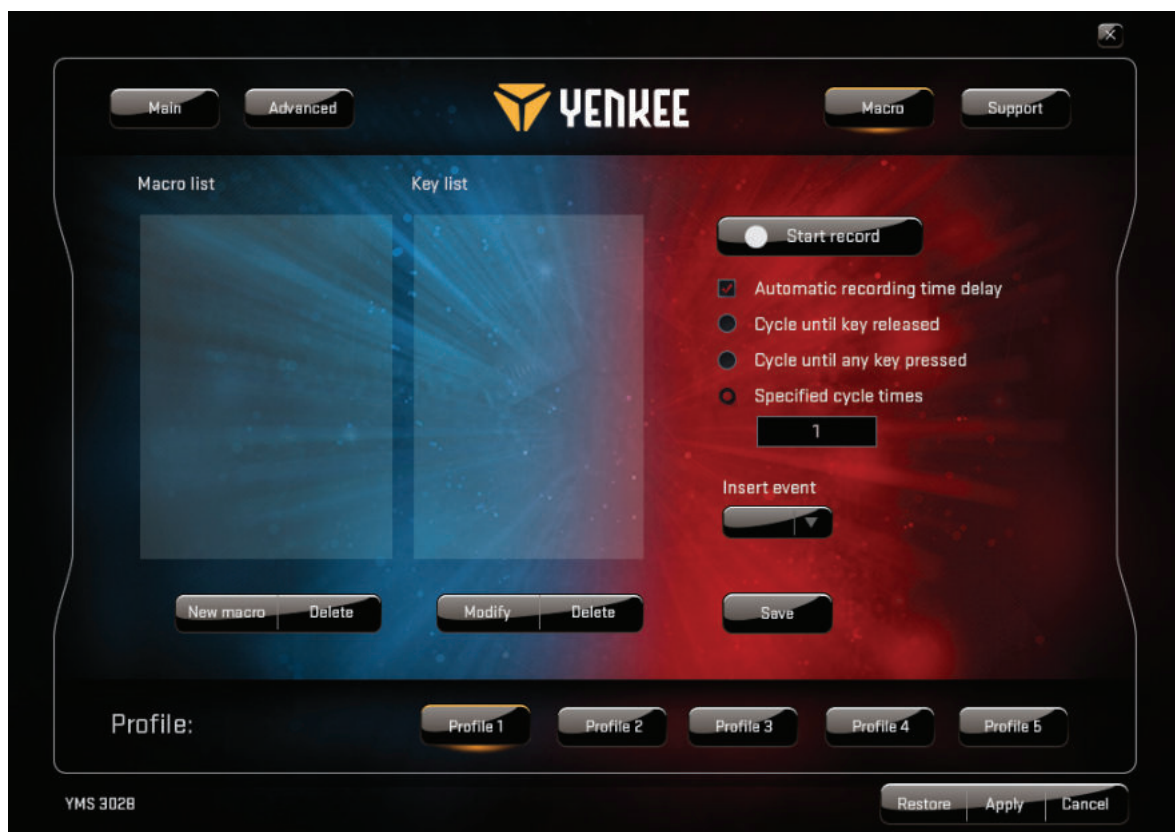 Main Advanced YENKEE Macro Support
Macro list Key list
Start record
Automatic recording time delay
Cycle until key released
Cycle until any key pressed
Specified cycle times
1
Insert event
New macro Delete Modify Delete Save
Profile: Profile 1 Profile 2 Profile 3 Profile 4 Profile 5
YMS 3028 Restore Apply Cancel